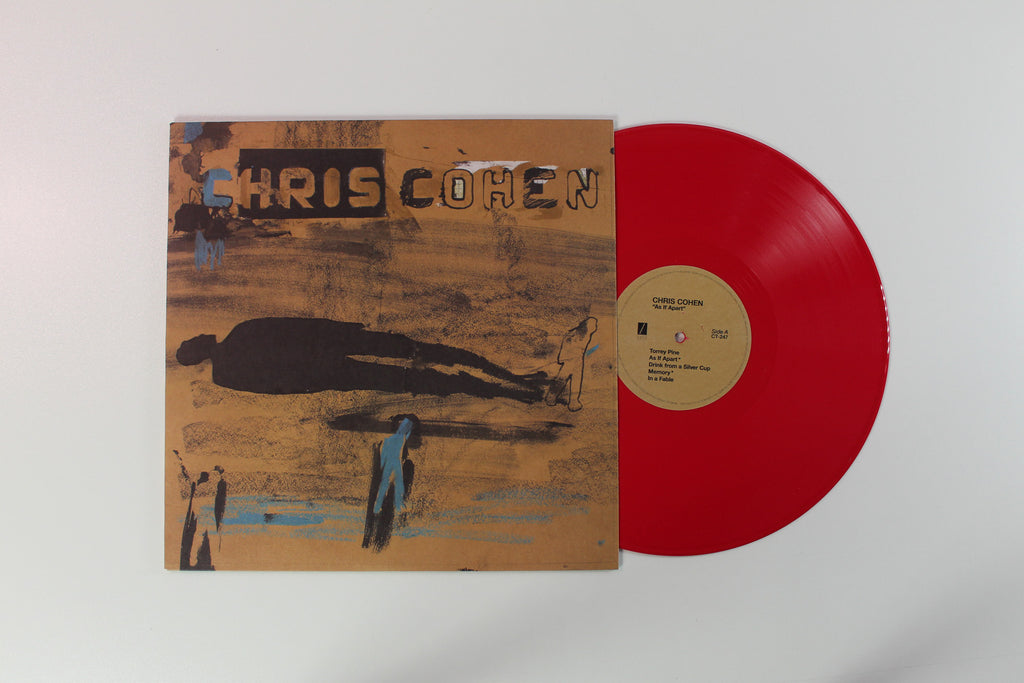 CHRIS COHEN
CHRIS COHEN
"As If Apart"
Side A
CT-247
Torrey Pine
As If Apart*
Drink from a Silver Cup
Memory*
In a Fable